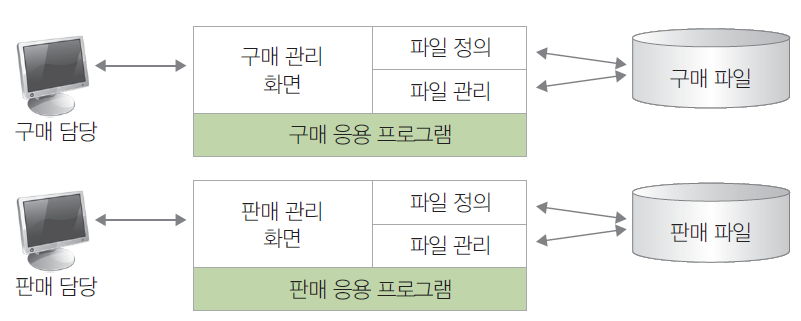 구매 담당
구매 관리
화면
파일 정의
파일 관리
구매 응용 프로그램
구매 파일
판매 담당
판매 관리
화면
파일 정의
파일 관리
판매 응용 프로그램
판매 파일